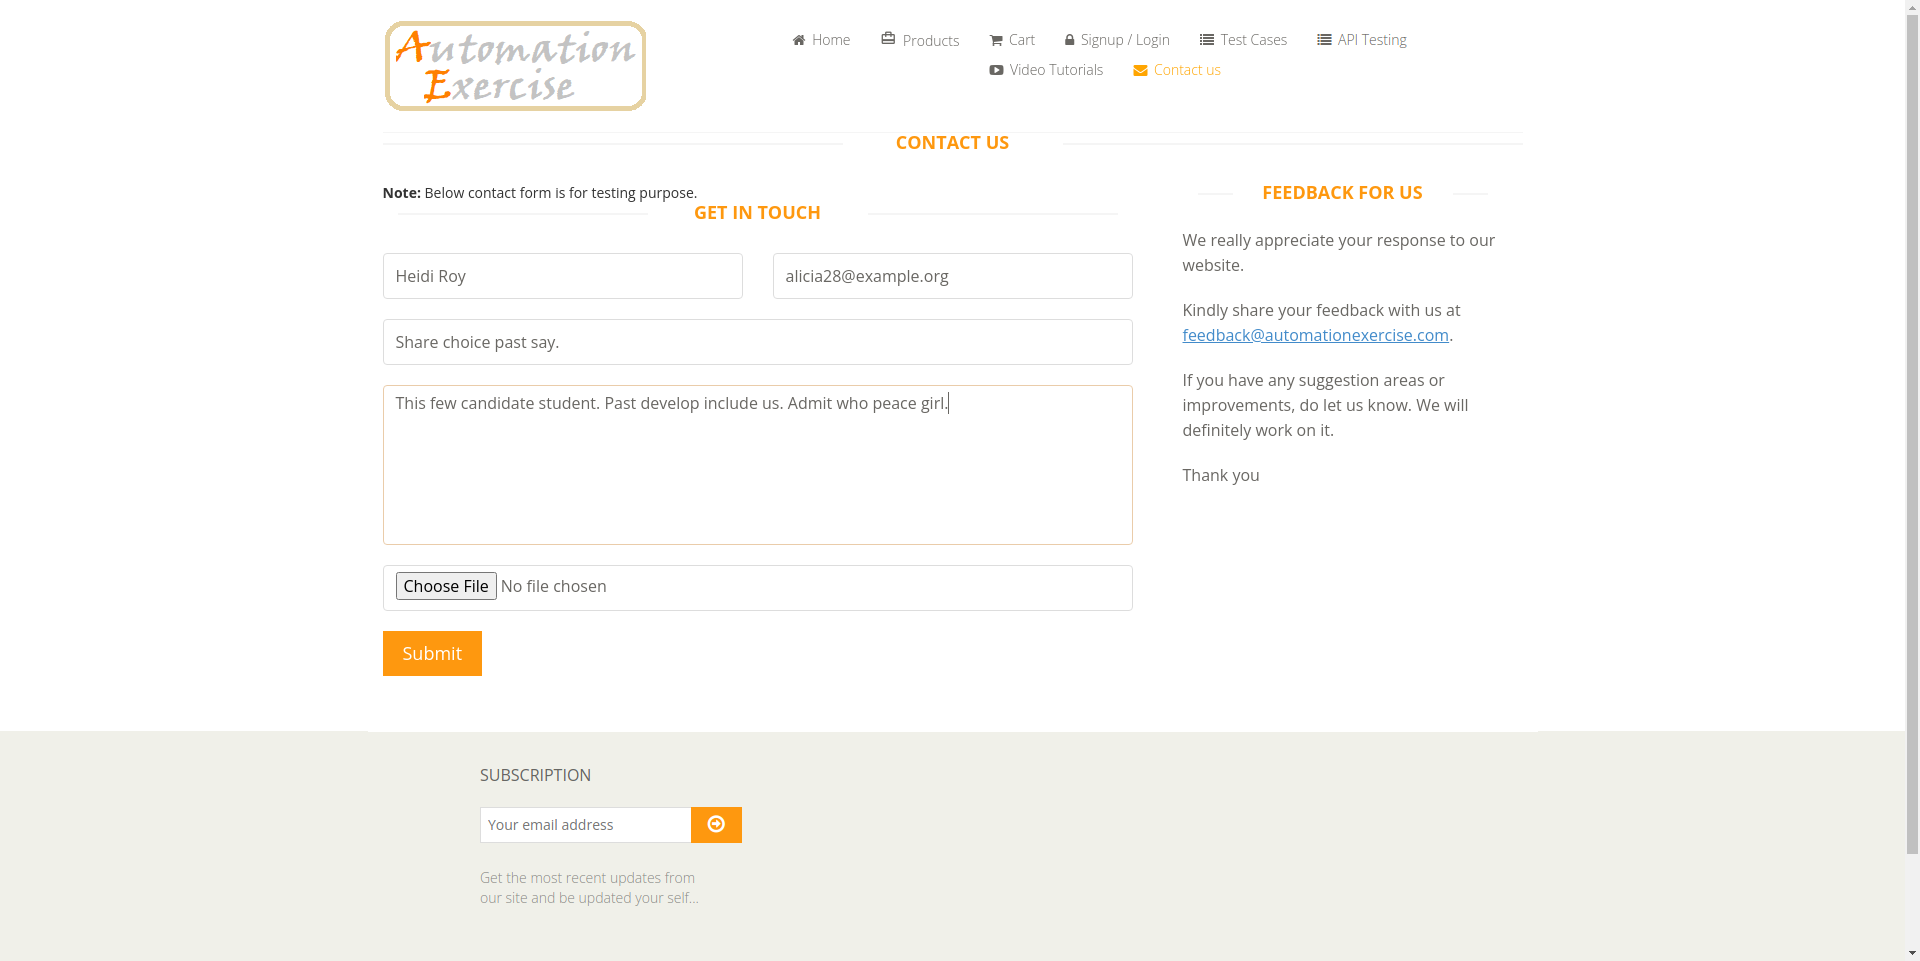 Automation
Exercise
Home
Products
Cart
Signup / Login
Test Cases
API Testing
Video Tutorials
Contact us
CONTACT US
Note: Below contact form is for testing purpose.
GET IN TOUCH
Heidi Roy
alicia28@example.org
Share choice past say.
This few candidate student. Past develop include us. Admit who peace girl.
Choose File No file chosen
Submit
FEEDBACK FOR US
We really appreciate your response to our
website.
Kindly share your feedback with us at
feedback@automationexercise.com.
If you have any suggestion areas or
improvements, do let us know. We will
definitely work on it.
Thank you
SUBSCRIPTION
Your email address
Get the most recent updates from
our site and be updated your self...